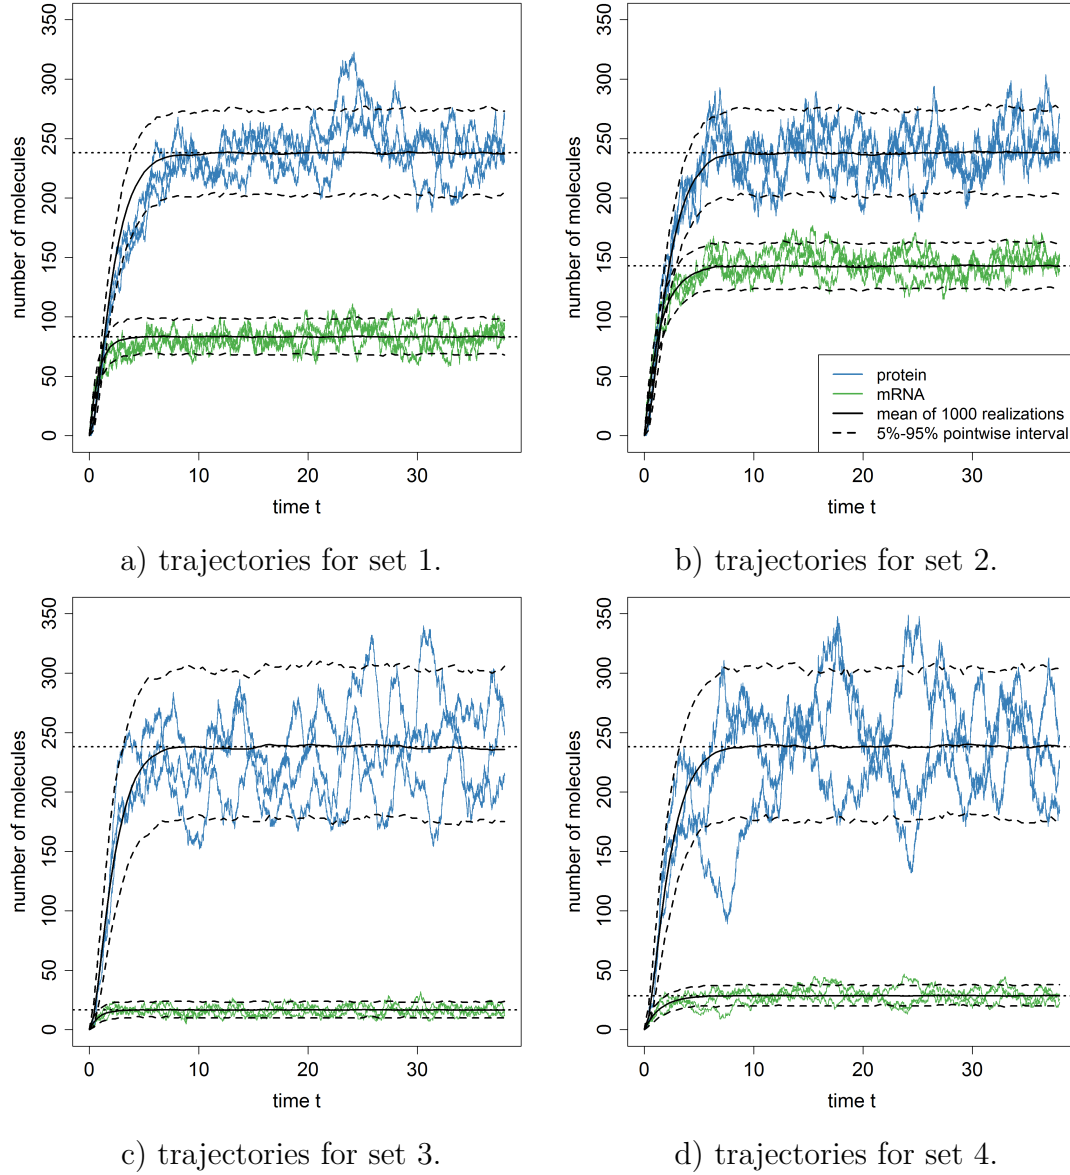 350
300
250
200
150
100
50
0
number of molecules
0 10 20 30
time t
a) trajectories for set 1.
350
300
250
200
150
100
50
0
number of molecules
protein
mRNA
mean of 1000 realizations
5%-95% pointwise interval
0 10 20 30
time t
b) trajectories for set 2.
350
300
250
200
150
100
50
0
number of molecules
0 10 20 30
time t
c) trajectories for set 3.
350
300
250
200
150
100
50
0
number of molecules
0 10 20 30
time t
d) trajectories for set 4.